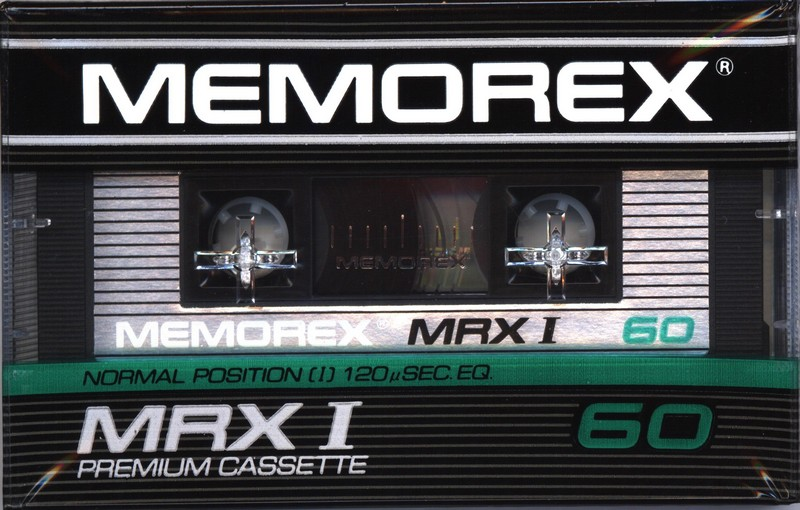 MEMOREX®
MEMOREX
MEMOREX® MRX I 60
NORMAL POSITION (I) 120µSEC. EQ.
MRX I 60
PREMIUM CASSETTE